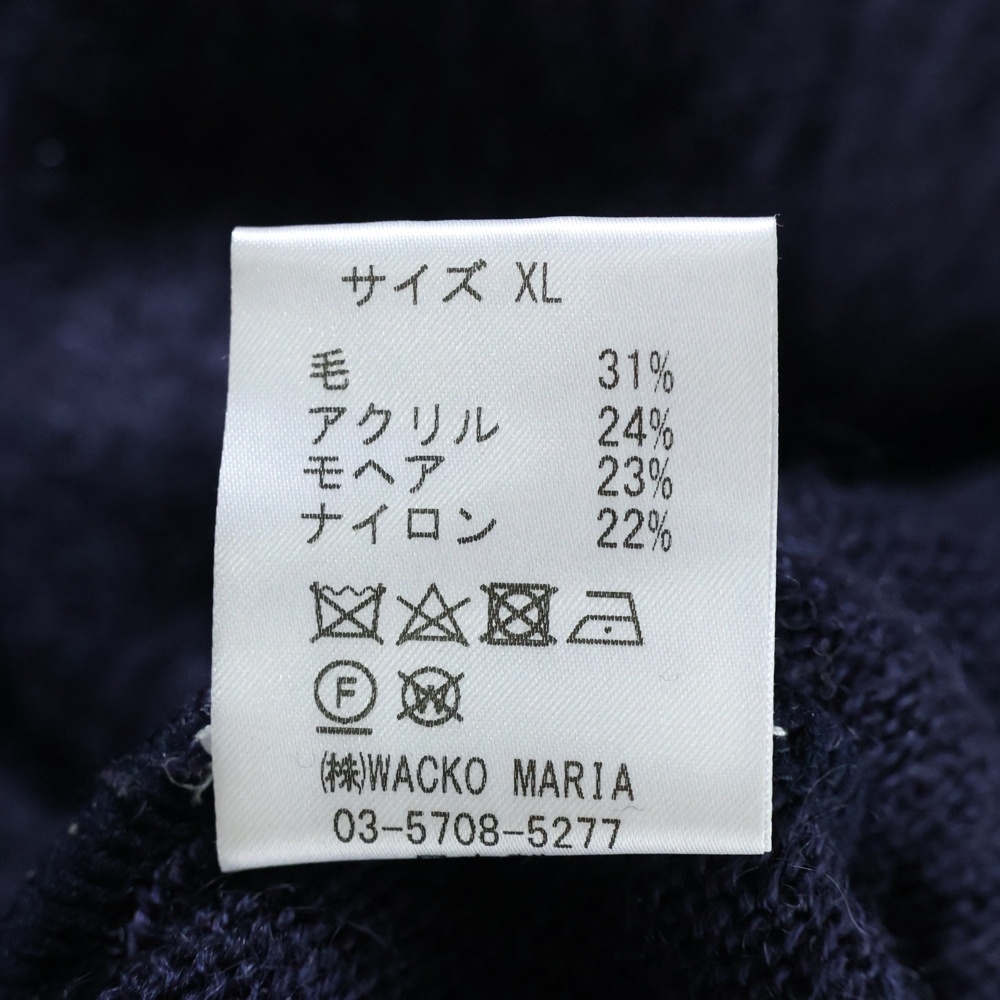 サイズ XL
毛 31%
アクリル 24%
モヘア 23%
ナイロン 22%
F W
㈱WACKO MARIA
03-5708-5277